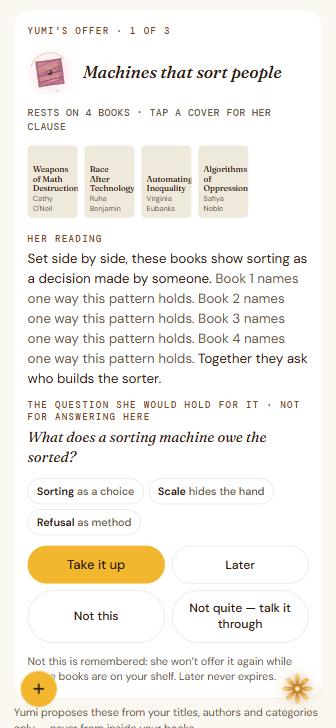 YUMI'S OFFER · 1 OF 3
Machines that sort people
RESTS ON 4 BOOKS · TAP A COVER FOR HER
CLAUSE
Weapons
of Math
Destruction
Cathy
O'Neil
Race
After
Technology
Ruha
Benjamin
Automating
Inequality
Virginia
Eubanks
Algorithms
of
Oppression
Safiya
Noble
HER READING
Set side by side, these books show sorting as
a decision made by someone. Book 1 names
one way this pattern holds. Book 2 names
one way this pattern holds. Book 3 names
one way this pattern holds. Book 4 names
one way this pattern holds. Together they ask
who builds the sorter.
THE QUESTION SHE WOULD HOLD FOR IT · NOT
FOR ANSWERING HERE
What does a sorting machine owe the
sorted?
Sorting as a choice
Scale hides the hand
Refusal as method
Take it up
Later
Not this
Not quite — talk it
through
Not this is remembered: she won't offer it again while
books are on your shelf. Later never expires.
+
Yumi proposes these from your titles, authors and categories
only — never from inside your books.